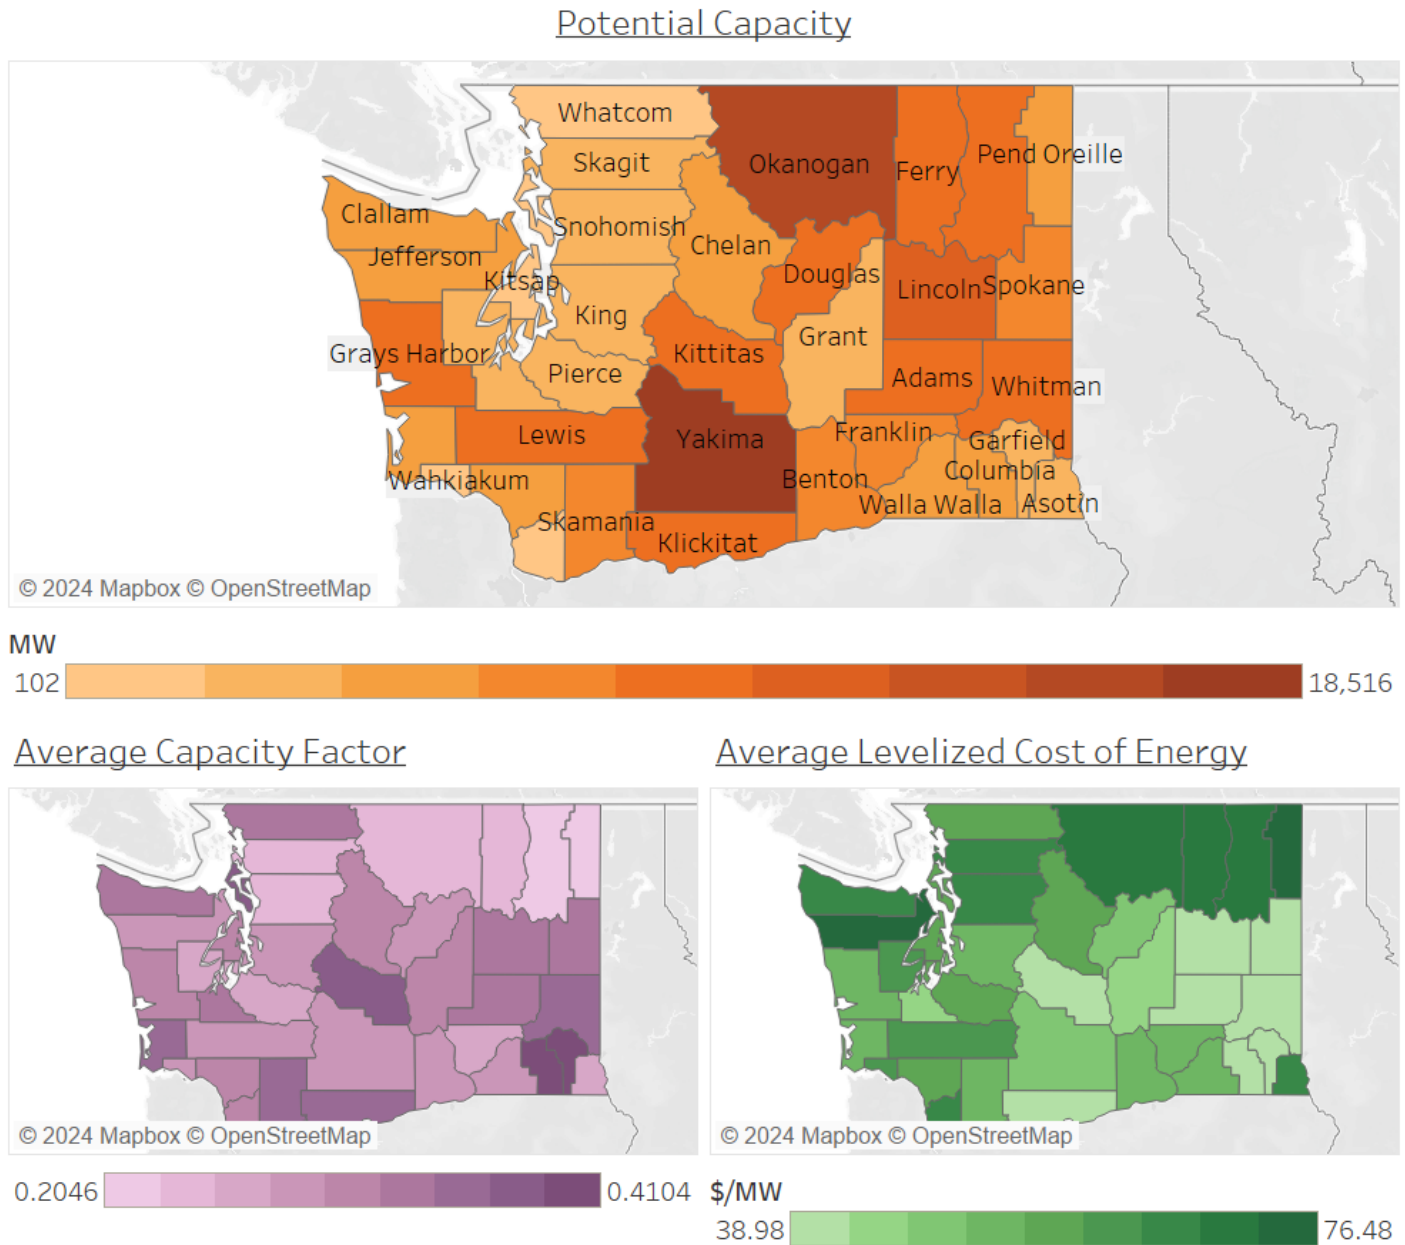 Potential Capacity
Whatcom
Skagit
Okanogan
Ferry
Pend Oreille
Clallam
Snohomish
Jefferson
Chelan
Kitsap
Douglas
Lincoln
Spokane
King
Grant
Grays Harbor
Kittitas
Pierce
Adams
Whitman
Lewis
Yakima
Franklin
Garfield
Columbia
Wahkiakum
Benton
Walla Walla
Asotin
Skamania
Klickitat
© 2024 Mapbox © OpenStreetMap
MW
102
18,516
Average Capacity Factor
Average Levelized Cost of Energy
© 2024 Mapbox © OpenStreetMap
© 2024 Mapbox © OpenStreetMap
0.2046
0.4104
$/MW
38.98
76.48